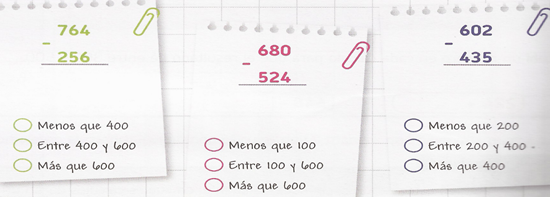 764
-
256
Menos que 400
Entre 400 y 600
Más que 600
680
-
524
Menos que 100
Entre 100 y 600
Más que 600
602
-
435
Menos que 200
Entre 200 y 400 -
Más que 400